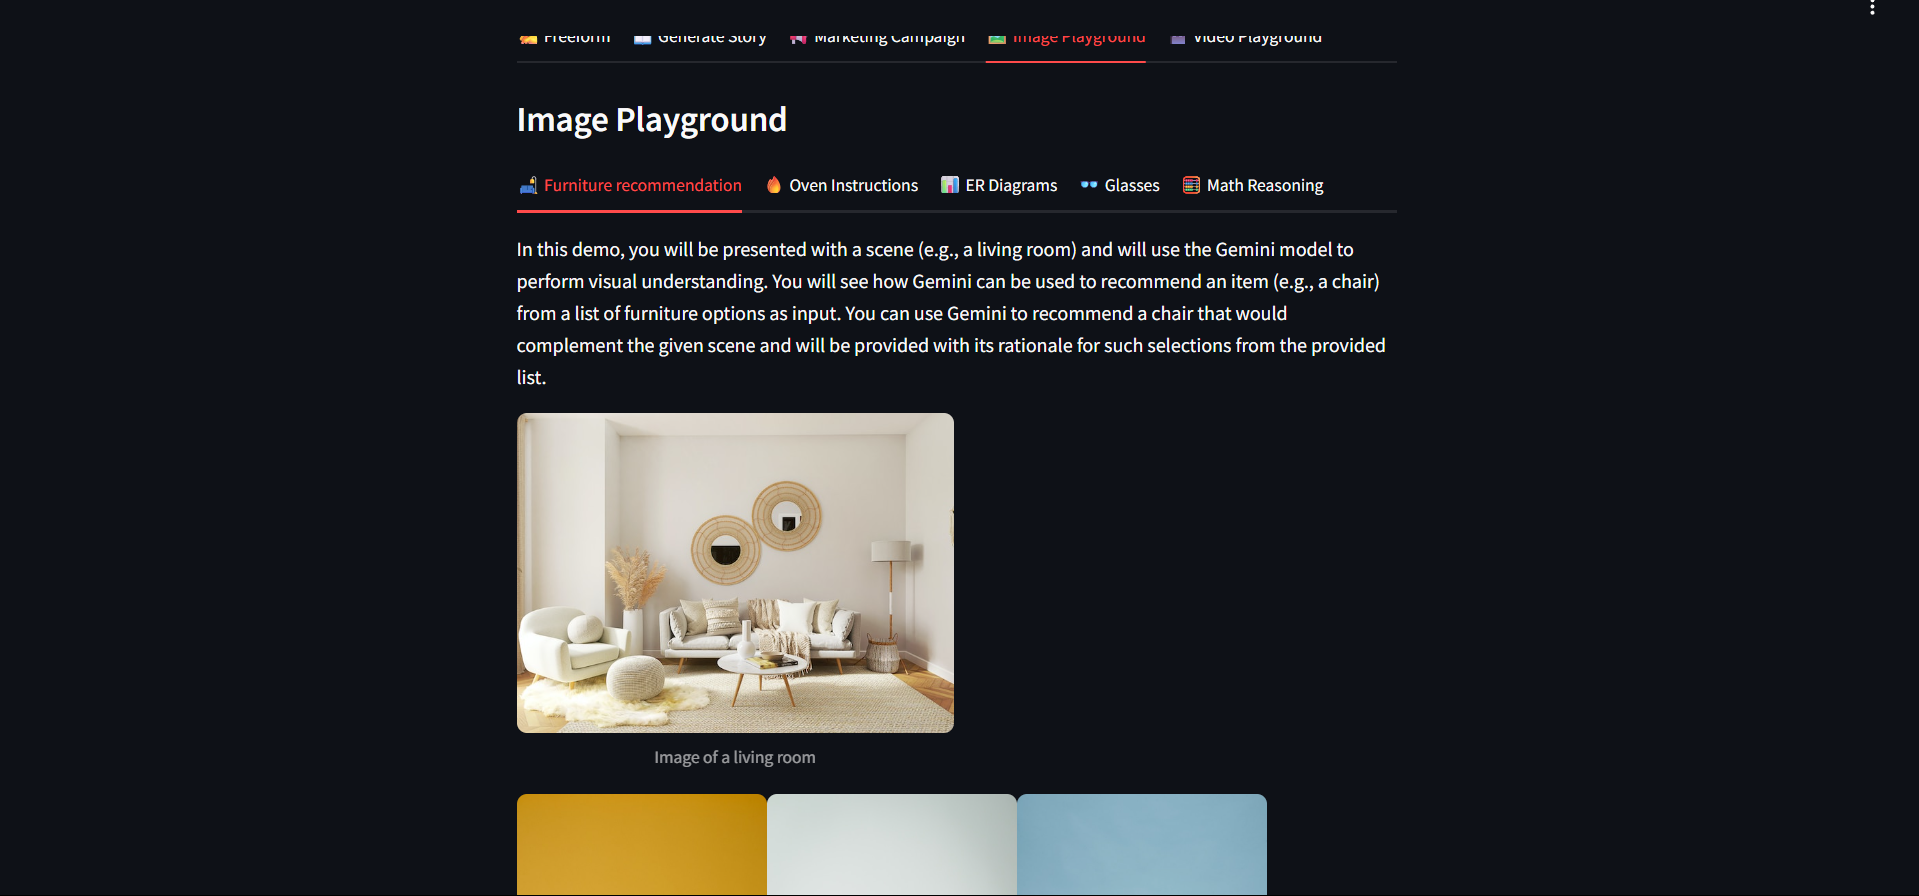 Freeform Generate Story Marketing Campaign Image Playground Video Playground
Image Playground
Furniture recommendation Oven Instructions ER Diagrams Glasses Math Reasoning
In this demo, you will be presented with a scene (e.g., a living room) and will use the Gemini model to
perform visual understanding. You will see how Gemini can be used to recommend an item (e.g., a chair)
from a list of furniture options as input. You can use Gemini to recommend a chair that would
complement the given scene and will be provided with its rationale for such selections from the provided
list.
Image of a living room